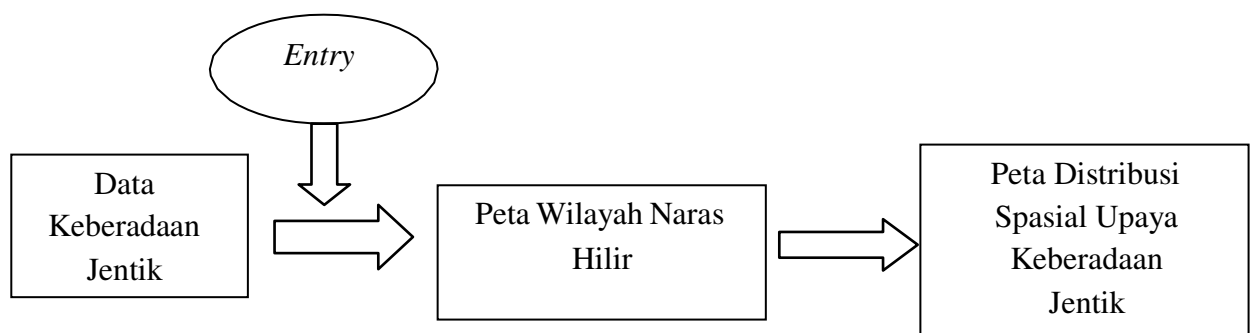 Entry
Data
Keberadaan
Jentik
Peta Wilayah Naras
Hilir
Peta Distribusi
Spasial Upaya
Keberadaan
Jentik